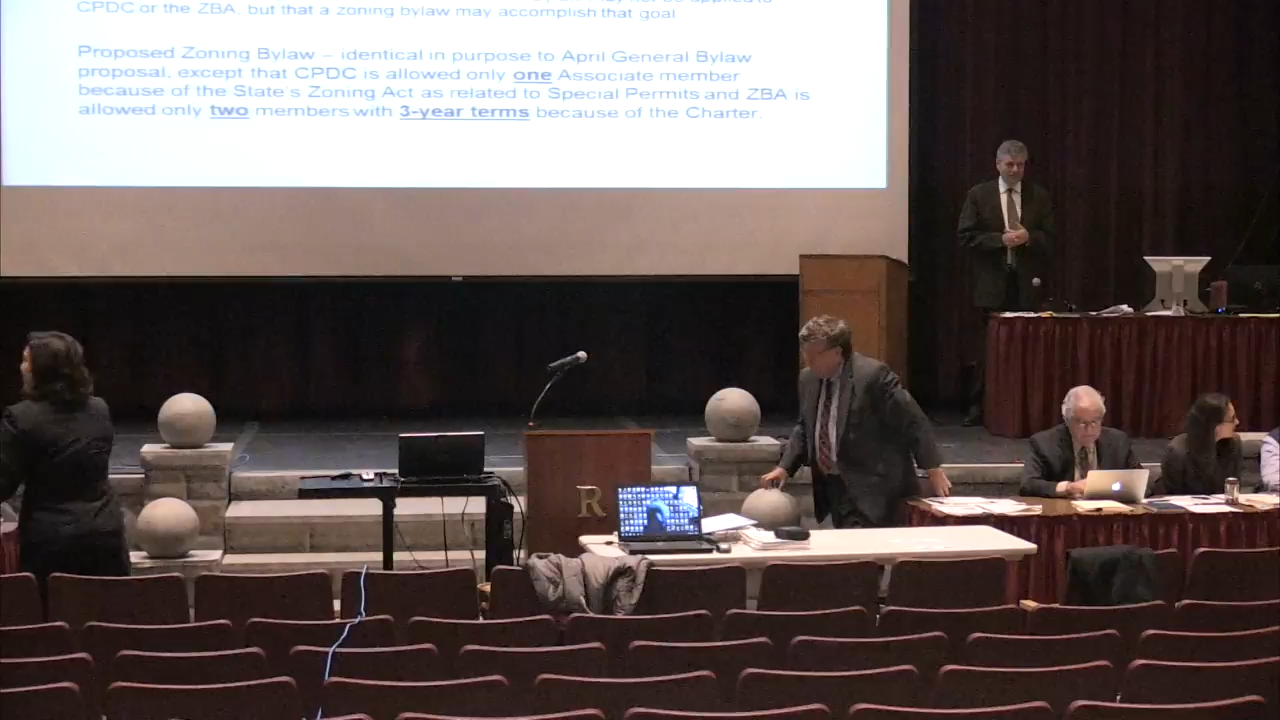 CPDC or the ZBA, but that a zoning bylaw may accomplish that goal
Proposed Zoning Bylaw – identical in purpose to April General Bylaw
proposal, except that CPDC is allowed only one Associate member
because of the State's Zoning Act as related to Special Permits and ZBA is
allowed only two members with 3-year terms because of the Charter.
R